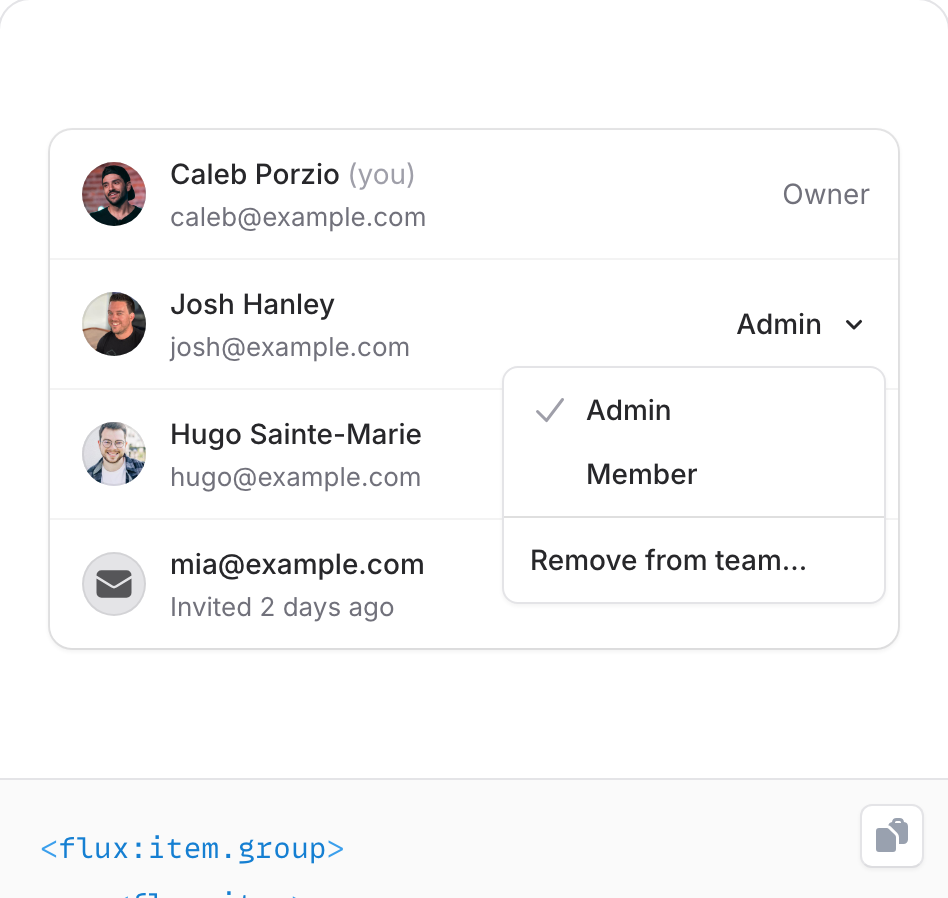 Caleb Porzio (you)
caleb@example.com
Owner
Josh Hanley
josh@example.com
Admin
Admin
Member
Remove from team...
Hugo Sainte-Marie
hugo@example.com
mia@example.com
Invited 2 days ago
<flux:item.group>